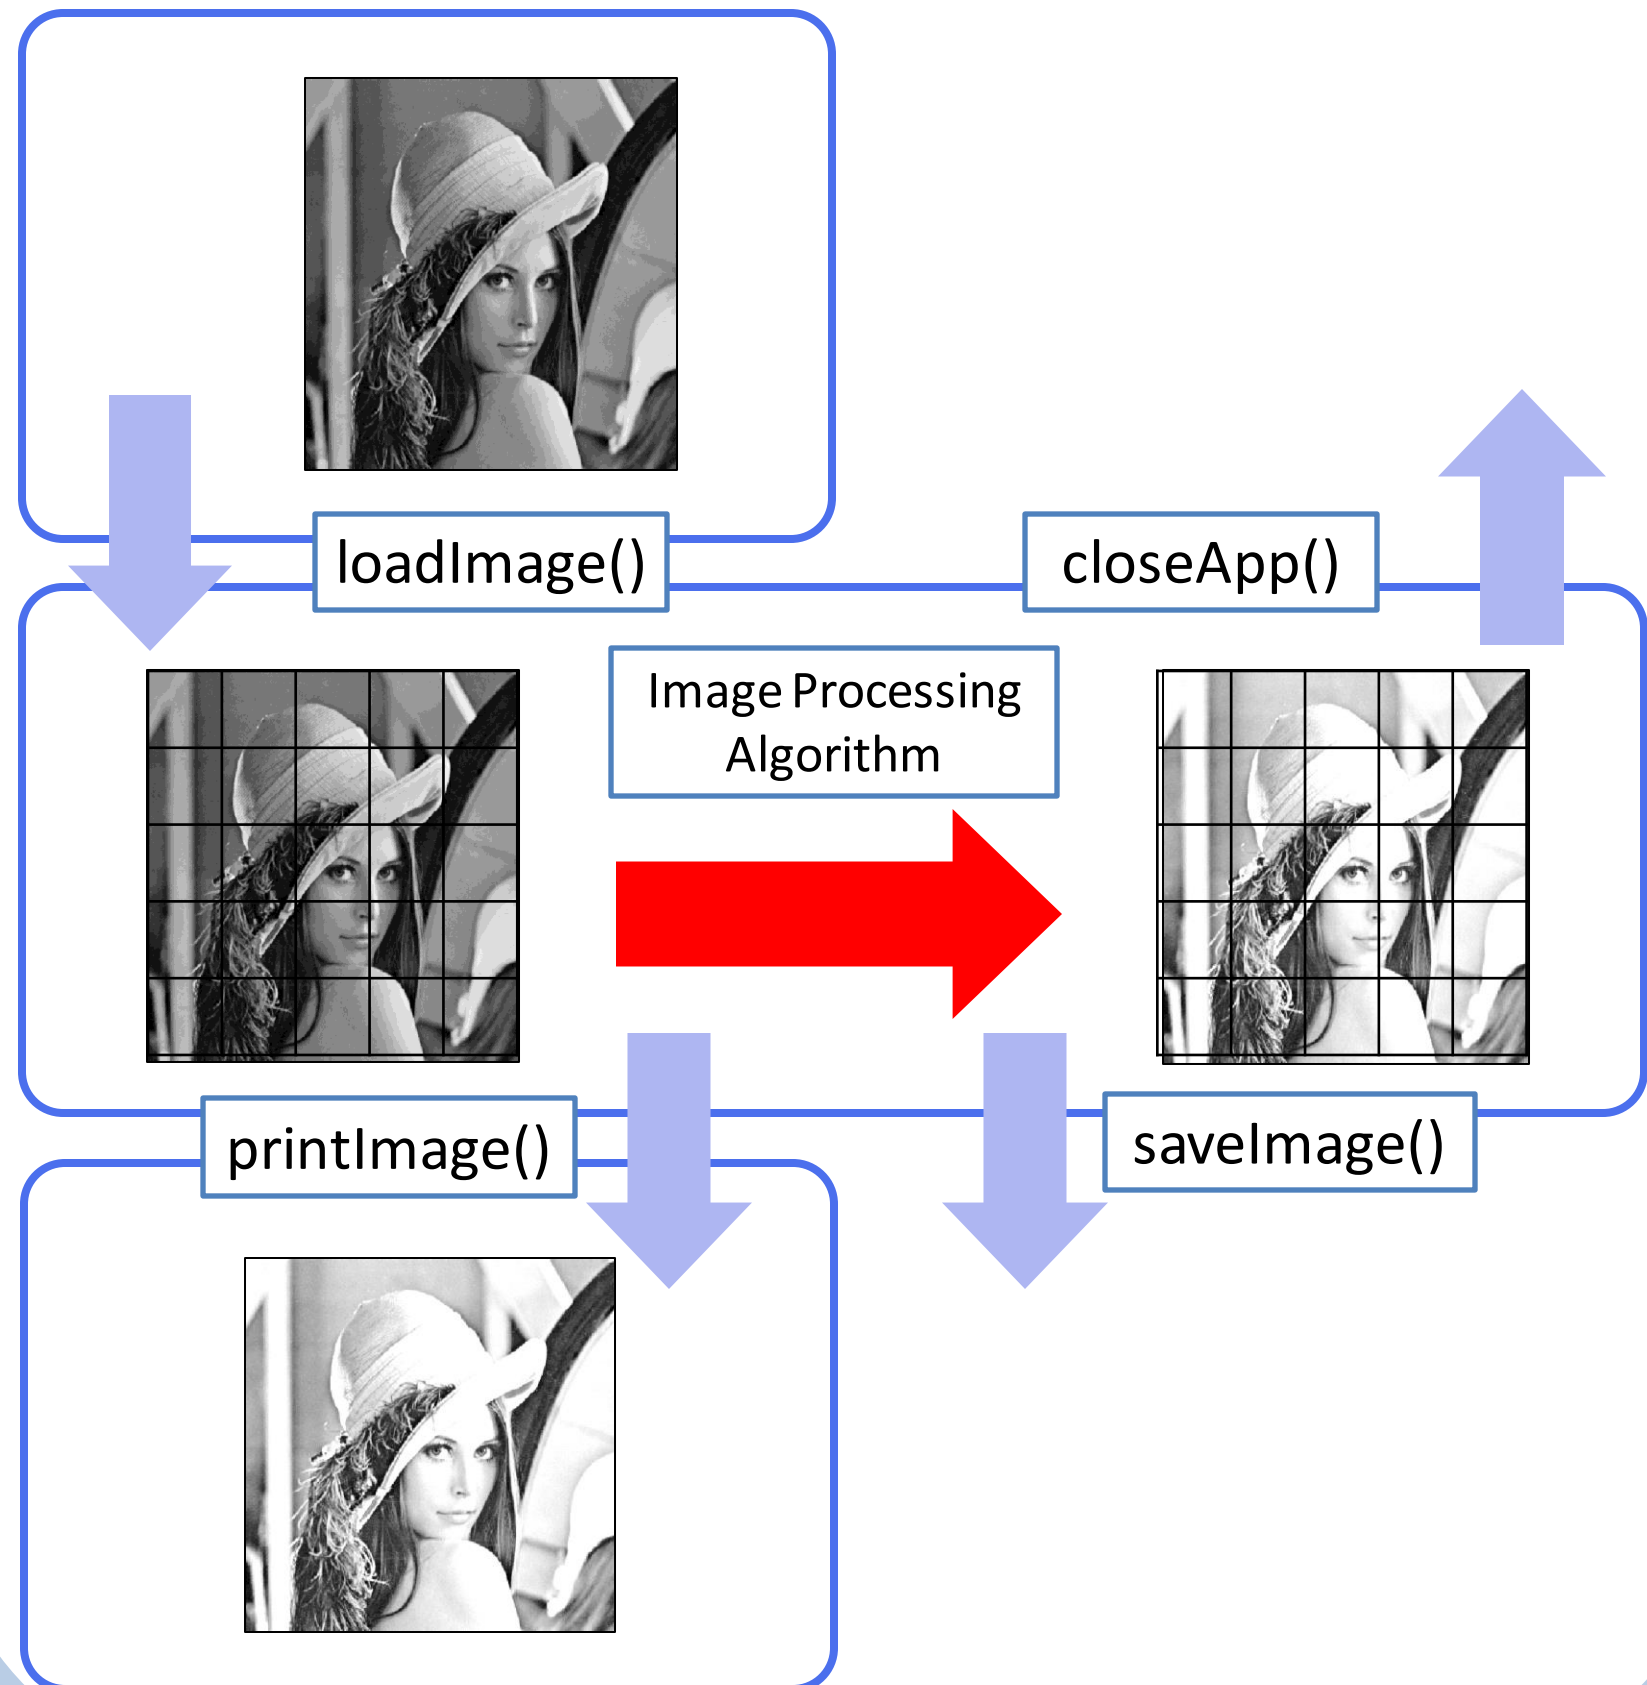 loadImage()
closeApp()
Image Processing
Algorithm
printImage()
saveImage()